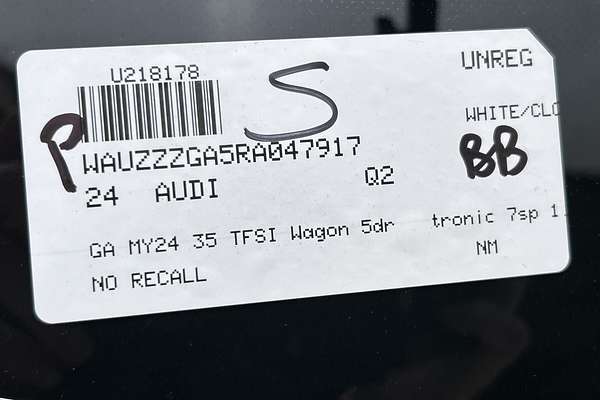 U218178
UNREG
S
P
WHITE/CLO
WAUZZZGA5RA047917
BB
24 AUDI Q2
GA MY24 35 TFSI Wagon 5dr tronic 7sp 1.
NM
NO RECALL